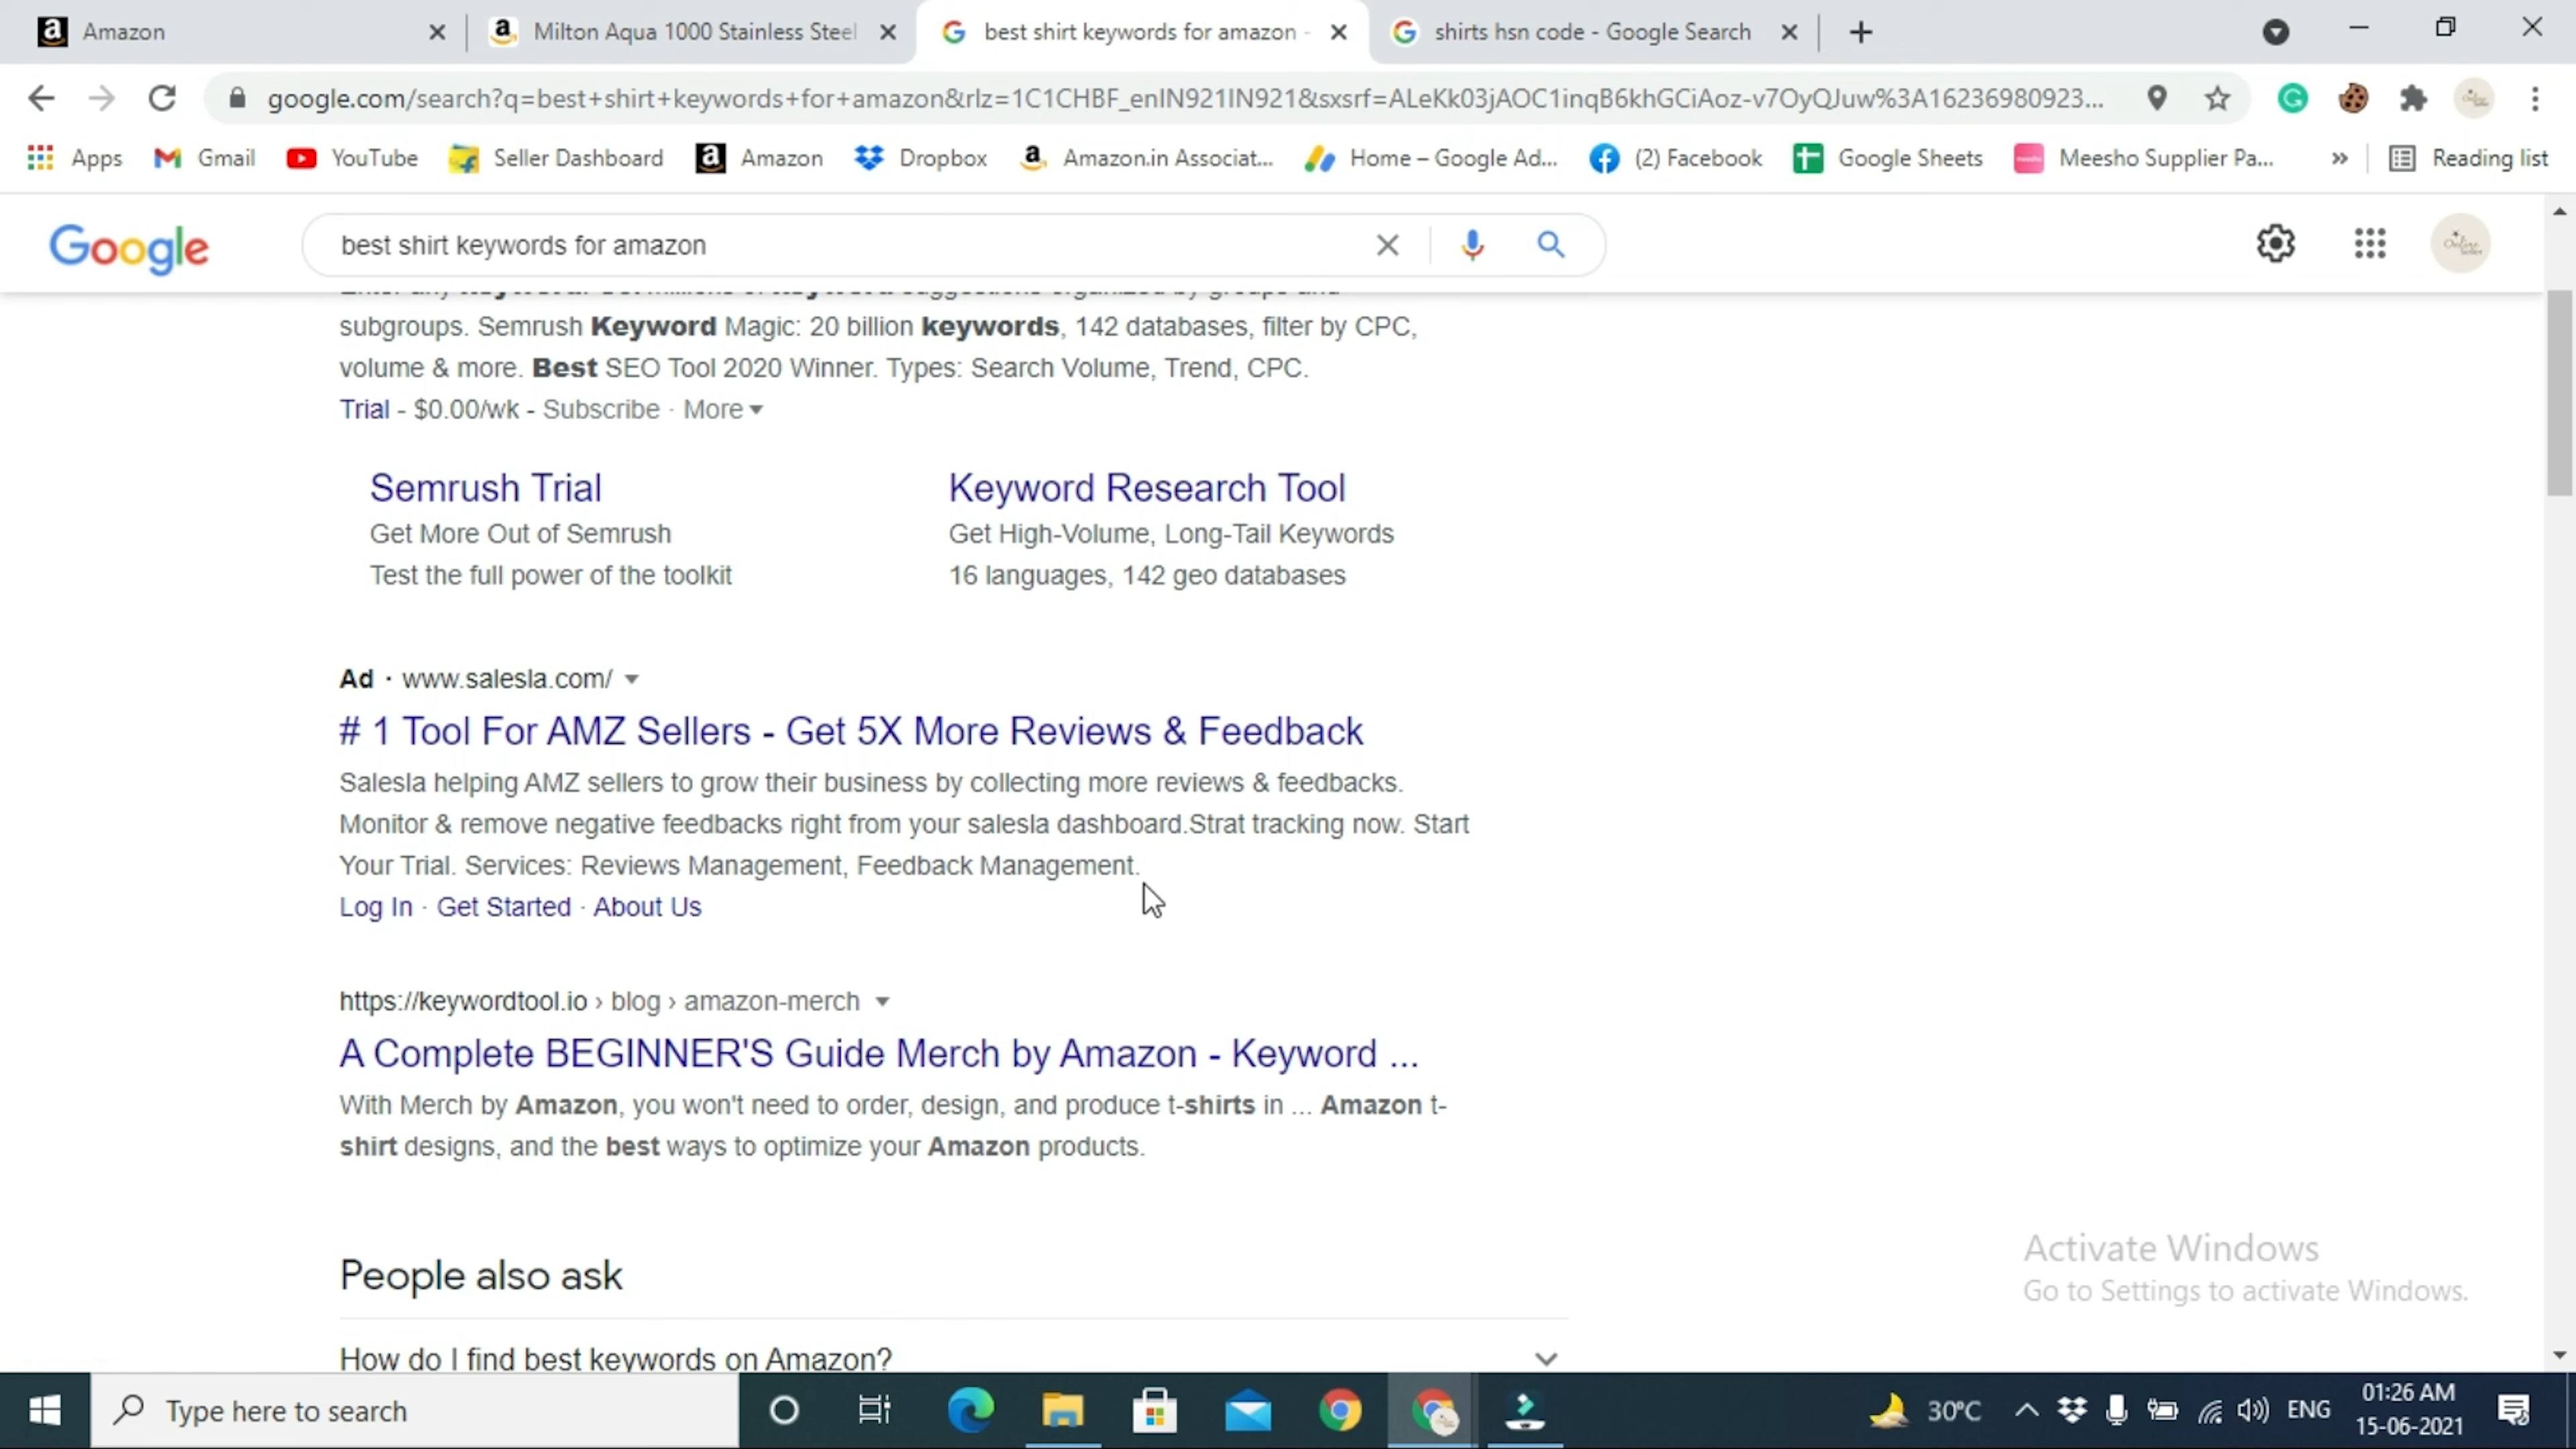 Amazon
Milton Aqua 1000 Stainless Steel
best shirt keywords for amazon -
shirts hsn code - Google Search
google.com/search?q=best+shirt+keywords+for+amazon&rlz=1C1CHBF_enIN921IN921&sxsrf=ALeKk03jAOC1inqB6khGCiAoz-v7OyQJuw%3A16236980923...
Apps
Gmail
YouTube
Seller Dashboard
Amazon
Dropbox
Amazon.in Associat...
Home – Google Ad...
(2) Facebook
Google Sheets
Meesho Supplier Pa...
»
Reading list
Google
best shirt keywords for amazon
subgroups. Semrush Keyword Magic: 20 billion keywords, 142 databases, filter by CPC,
volume & more. Best SEO Tool 2020 Winner. Types: Search Volume, Trend, CPC.
Trial - $0.00/wk - Subscribe · More
Semrush Trial
Get More Out of Semrush
Test the full power of the toolkit
Keyword Research Tool
Get High-Volume, Long-Tail Keywords
16 languages, 142 geo databases
Ad · www.salesla.com/
# 1 Tool For AMZ Sellers - Get 5X More Reviews & Feedback
Salesla helping AMZ sellers to grow their business by collecting more reviews & feedbacks.
Monitor & remove negative feedbacks right from your salesla dashboard.Strat tracking now. Start
Your Trial. Services: Reviews Management, Feedback Management.
Log In · Get Started · About Us
https://keywordtool.io › blog › amazon-merch
A Complete BEGINNER'S Guide Merch by Amazon - Keyword ...
With Merch by Amazon, you won't need to order, design, and produce t-shirts in ... Amazon t-
shirt designs, and the best ways to optimize your Amazon products.
Activate Windows
Go to Settings to activate Windows.
People also ask
How do I find best keywords on Amazon?
Type here to search
30°C
ENG
01:26 AM
15-06-2021